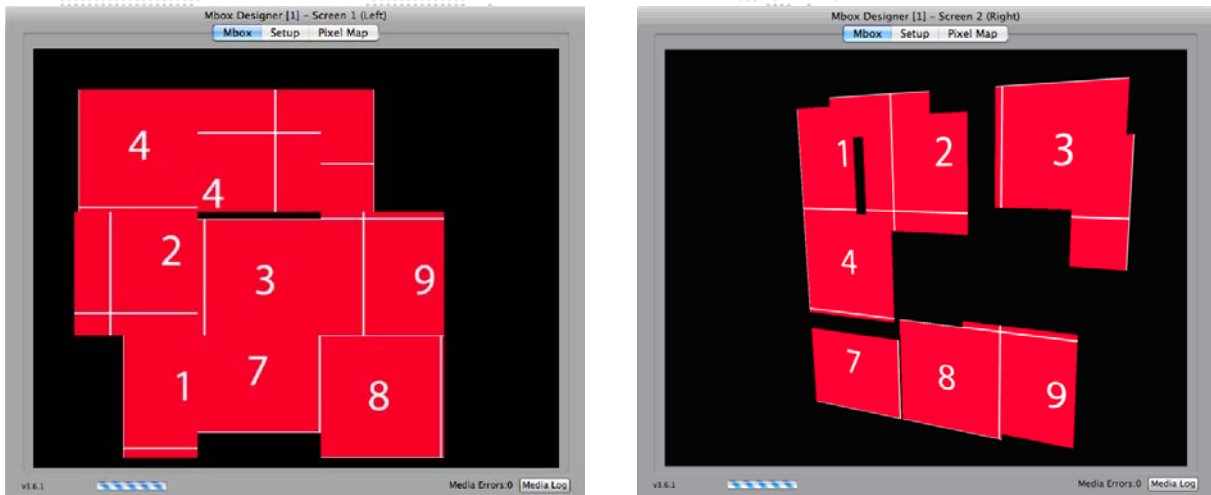 Mbox Designer [1] – Screen 1 (Left)
Mbox Setup Pixel Map
4
4
2
3
9
1
7
8
v3.6.1
Media Errors:0 Media Log
Mbox Designer [1] – Screen 2 (Right)
Mbox Setup Pixel Map
1
2
3
4
7
8
9
v3.6.1
Media Errors:0 Media Log